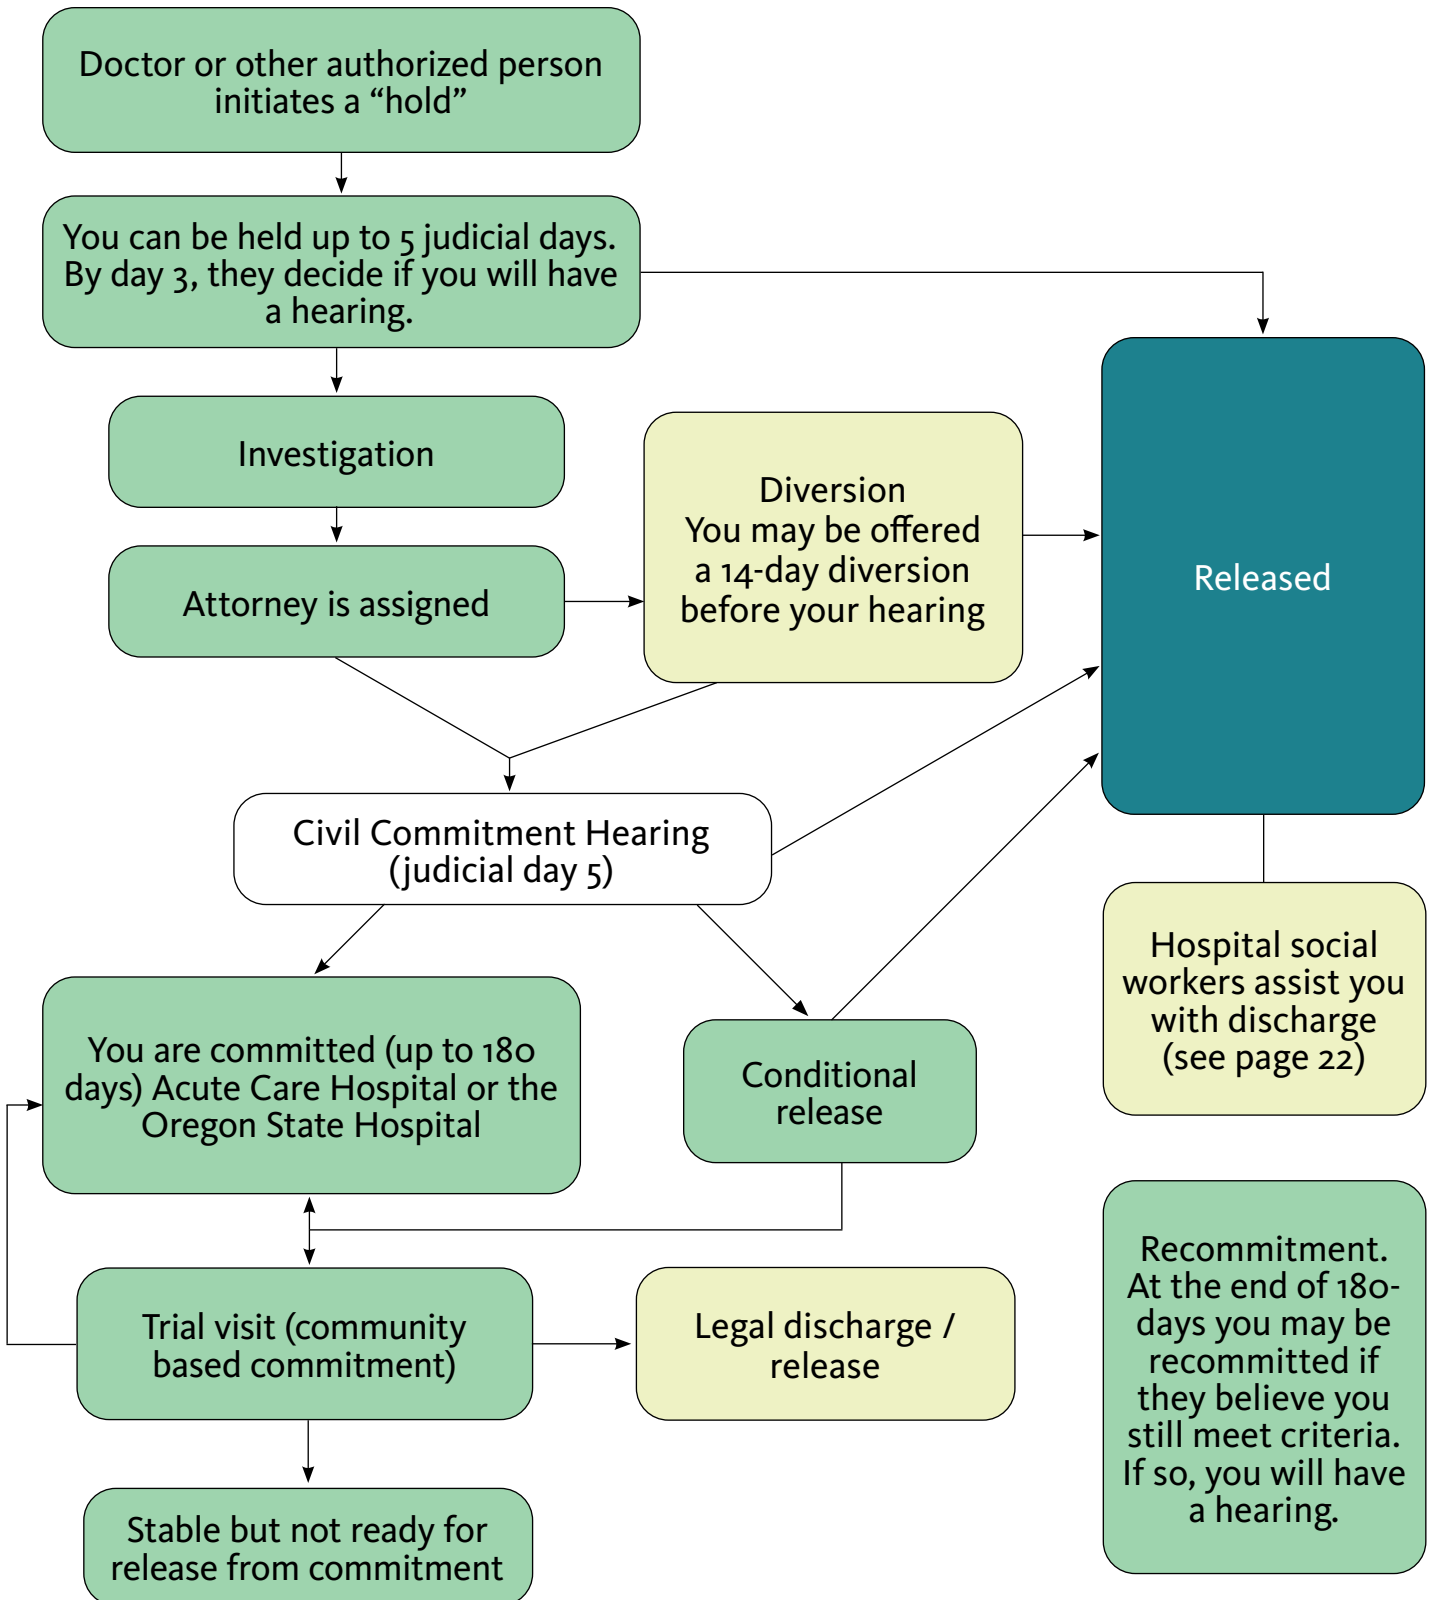 Doctor or other authorized person
initiates a “hold”
You can be held up to 5 judicial days.
By day 3, they decide if you will have
a hearing.
Investigation
Attorney is assigned
Diversion
You may be offered
a 14-day diversion
before your hearing
Released
Civil Commitment Hearing
(judicial day 5)
Hospital social
workers assist you
with discharge
(see page 22)
You are committed (up to 180
days) Acute Care Hospital or the
Oregon State Hospital
Conditional
release
Recommitment.
At the end of 180-
days you may be
recommitted if
they believe you
still meet criteria.
If so, you will have
a hearing.
Trial visit (community
based commitment)
Legal discharge /
release
Stable but not ready for
release from commitment